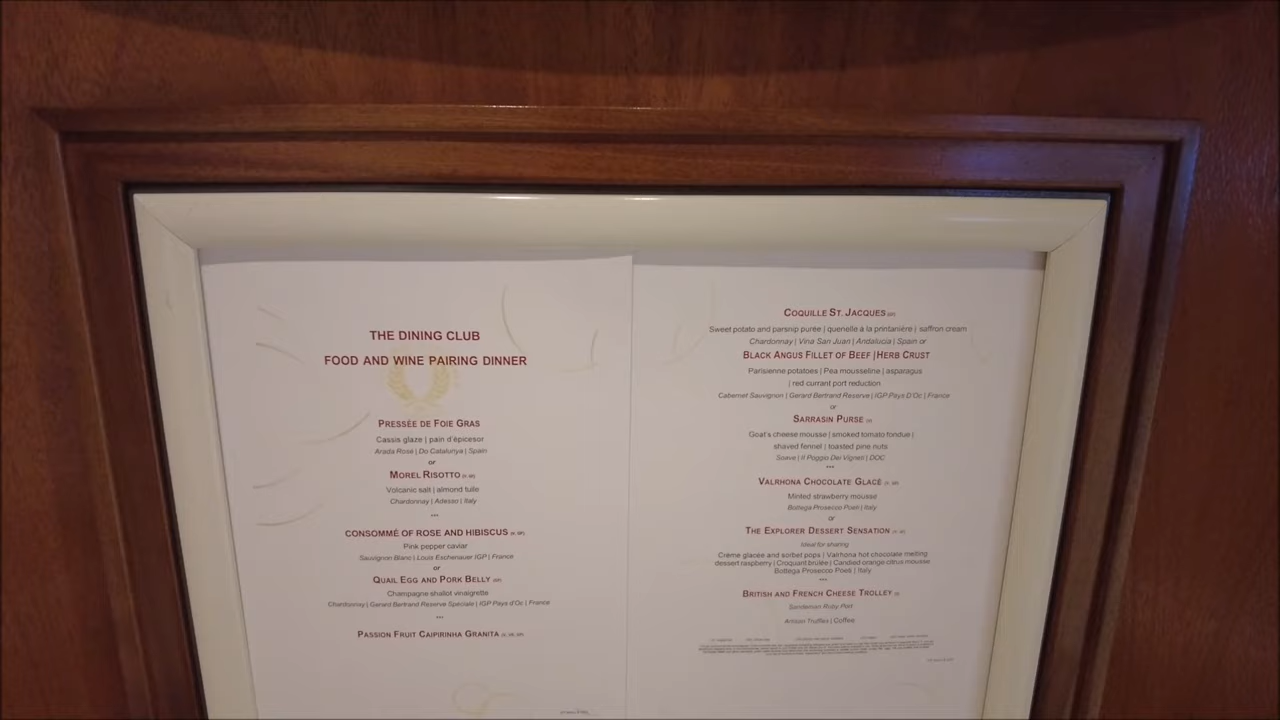 THE DINING CLUB
FOOD AND WINE PAIRING DINNER
PRESSÉE DE FOIE GRAS
Cassis glaze | pain d'épicesor
Arada Rosé | Do Catalunya | Spain
or
MOREL RISOTTO
Volcanic salt | almond tuile
Chardonnay | Adesso | Italy
***
CONSOMMÉ OF ROSE AND HIBISCUS
Pink pepper caviar
Sauvignon Blanc | Louis Eschenauer IGP | France
or
QUAIL EGG AND PORK BELLY
Champagne shallot vinaigrette
Chardonnay | Gerard Bertrand Reserve Speciale | IGP Pays d'Oc | France
***
PASSION FRUIT CAIPIRINHA GRANITA
COQUILLE ST. JACQUES
Sweet potato and parsnip purée | quenelle à la printanière | saffron cream
Chardonnay | Vina San Juan | Andalucia | Spain or
BLACK ANGUS FILLET OF BEEF | HERB CRUST
Parisienne potatoes | Pea mousseline | asparagus
| red currant port reduction
Cabernet Sauvignon | Gerard Bertrand Reserve | IGP Pays D'Oc | France
or
SARRASIN PURSE
Goat's cheese mousse | smoked tomato fondue |
shaved fennel | toasted pine nuts
Soave | Il Poggio Dei Vigneti | DOC
***
VALRHONA CHOCOLATE GLACÉ
Minted strawberry mousse
Bottega Prosecco Poeti | Italy
or
THE EXPLORER DESSERT SENSATION
Ideal for sharing
Crème glacée and sorbet pops | Valrhona hot chocolate melting
dessert raspberry | Croquant brulée | Candied orange citrus mousse
Bottega Prosecco Poeti | Italy
***
BRITISH AND FRENCH CHEESE TROLLEY
Sandeman Ruby Port
Artisan Truffles | Coffee